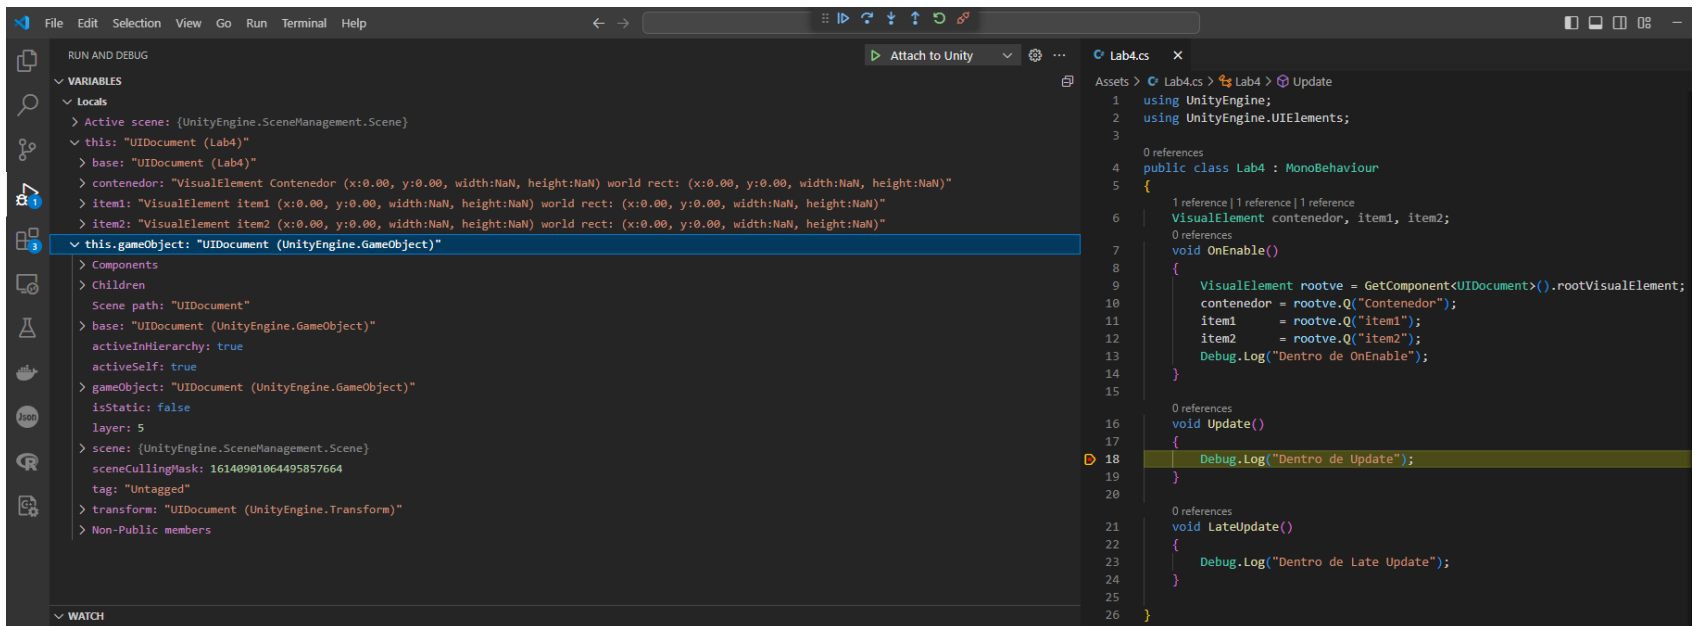 File Edit Selection View Go Run Terminal Help
RUN AND DEBUG
Attach to Unity
VARIABLES
Locals
Active scene: {UnityEngine.SceneManagement.Scene}
this: "UIDocument (Lab4)"
base: "UIDocument (Lab4)"
contenedor: "VisualElement Contenedor (x:0.00, y:0.00, width:NaN, height:NaN) world rect: (x:0.00, y:0.00, width:NaN, height:NaN)"
item1: "VisualElement item1 (x:0.00, y:0.00, width:NaN, height:NaN) world rect: (x:0.00, y:0.00, width:NaN, height:NaN)"
item2: "VisualElement item2 (x:0.00, y:0.00, width:NaN, height:NaN) world rect: (x:0.00, y:0.00, width:NaN, height:NaN)"
this.gameObject: "UIDocument (UnityEngine.GameObject)"
Components
Children
Scene path: "UIDocument"
base: "UIDocument (UnityEngine.GameObject)"
activeInHierarchy: true
activeSelf: true
gameObject: "UIDocument (UnityEngine.GameObject)"
isStatic: false
layer: 5
scene: {UnityEngine.SceneManagement.Scene}
sceneCullingMask: 16140901064495857664
tag: "Untagged"
transform: "UIDocument (UnityEngine.Transform)"
Non-Public members
WATCH
1
3
Json
R
Lab4.cs
Assets > Lab4.cs > Lab4 > Update
1 using UnityEngine;
2 using UnityEngine.UIElements;
3
0 references
4 public class Lab4 : MonoBehaviour
5 {
1 reference | 1 reference | 1 reference
6 VisualElement contenedor, item1, item2;
0 references
7 void OnEnable()
8 {
9 VisualElement rootve = GetComponent<UIDocument>().rootVisualElement;
10 contenedor = rootve.Q("Contenedor");
11 item1 = rootve.Q("item1");
12 item2 = rootve.Q("item2");
13 Debug.Log("Dentro de OnEnable");
14 }
15
0 references
16 void Update()
17 {
18 Debug.Log("Dentro de Update");
19 }
20
0 references
21 void LateUpdate()
22 {
23 Debug.Log("Dentro de Late Update");
24 }
25
26 }